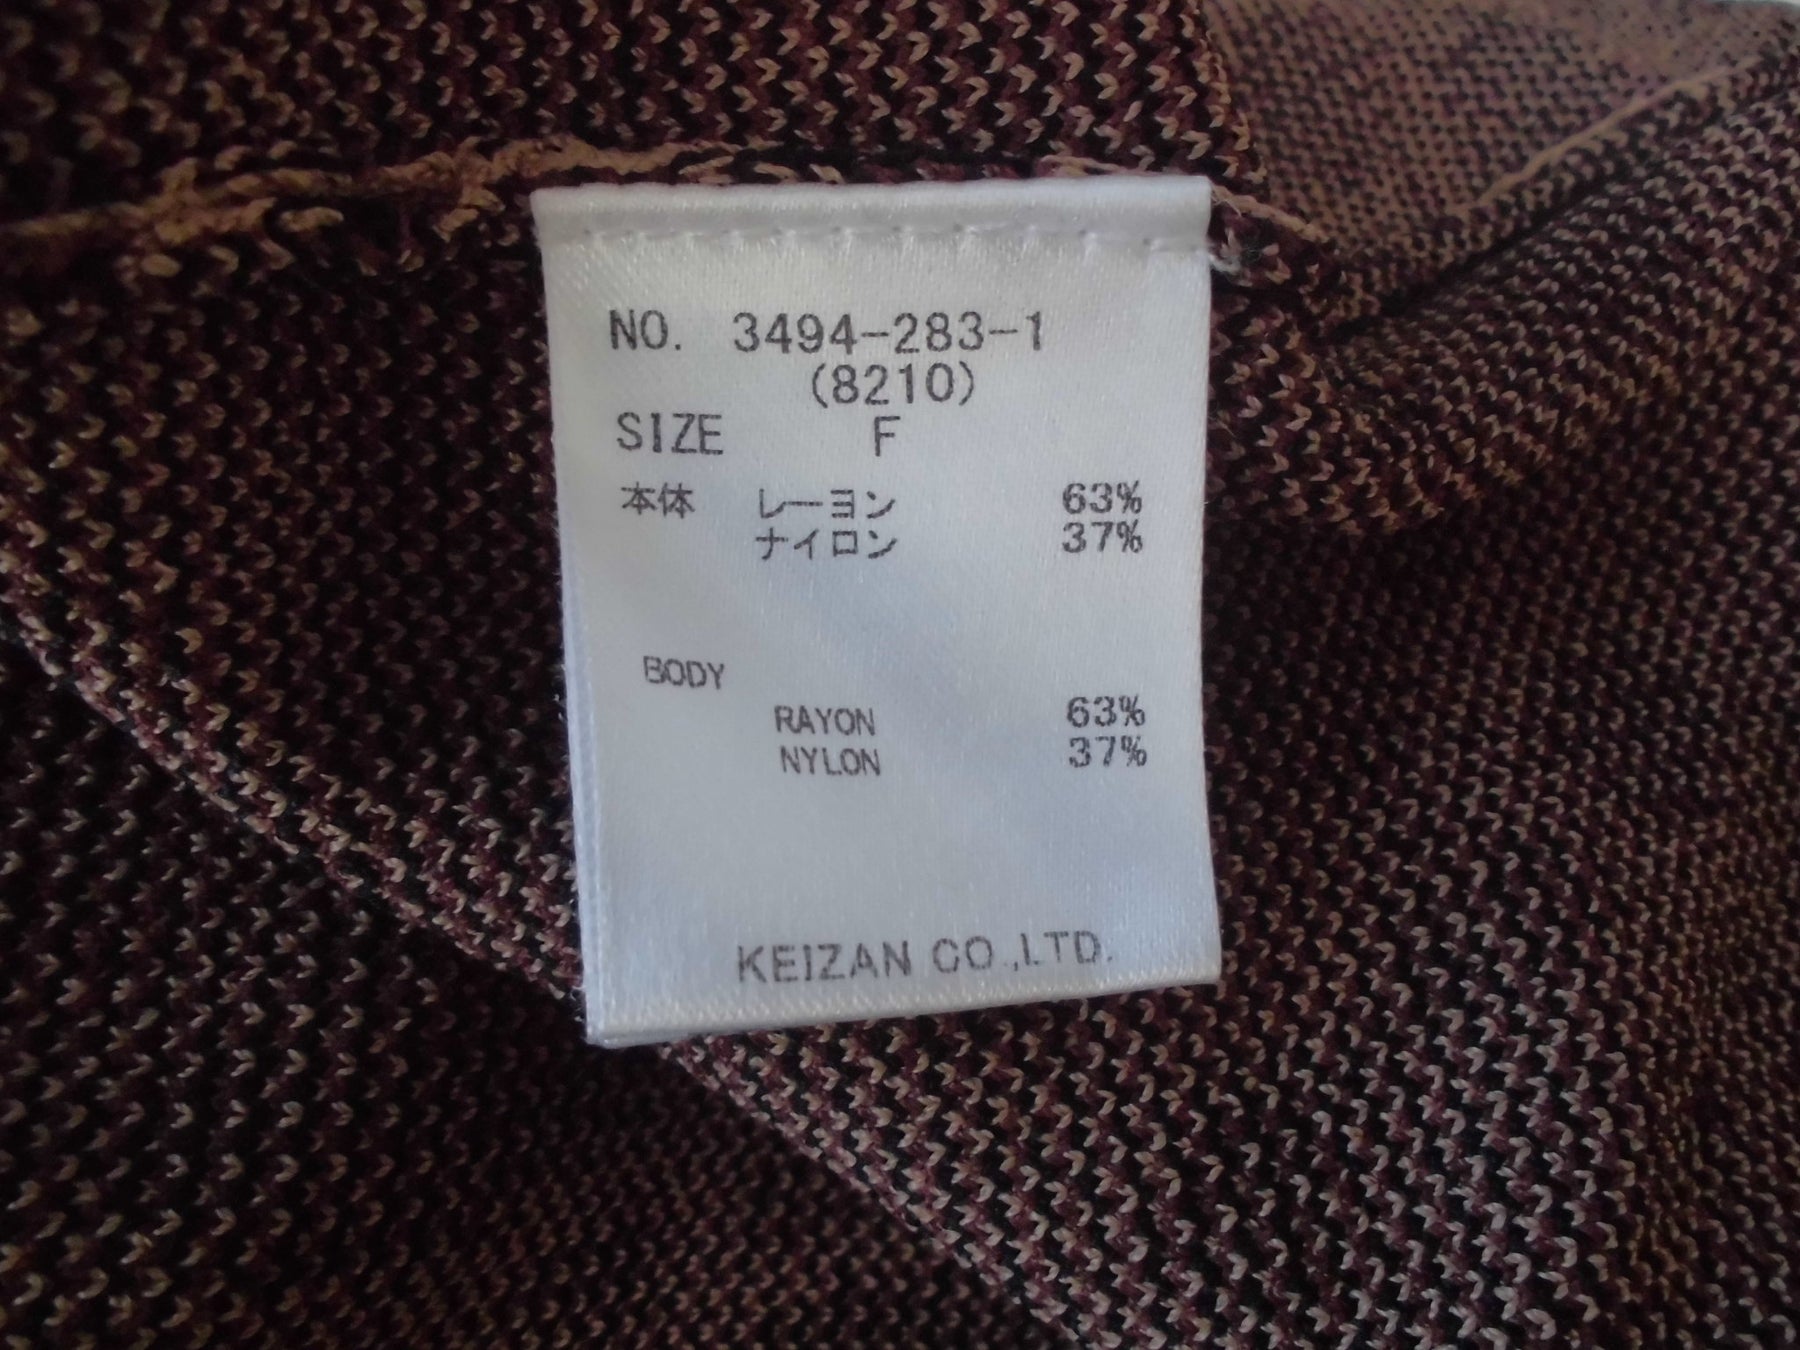 NO. 3494-283-1
(8210)
SIZE F
本体 レーヨン 63%
ナイロン 37%
BODY
RAYON 63%
NYLON 37%
KEIZAN CO.,LTD.